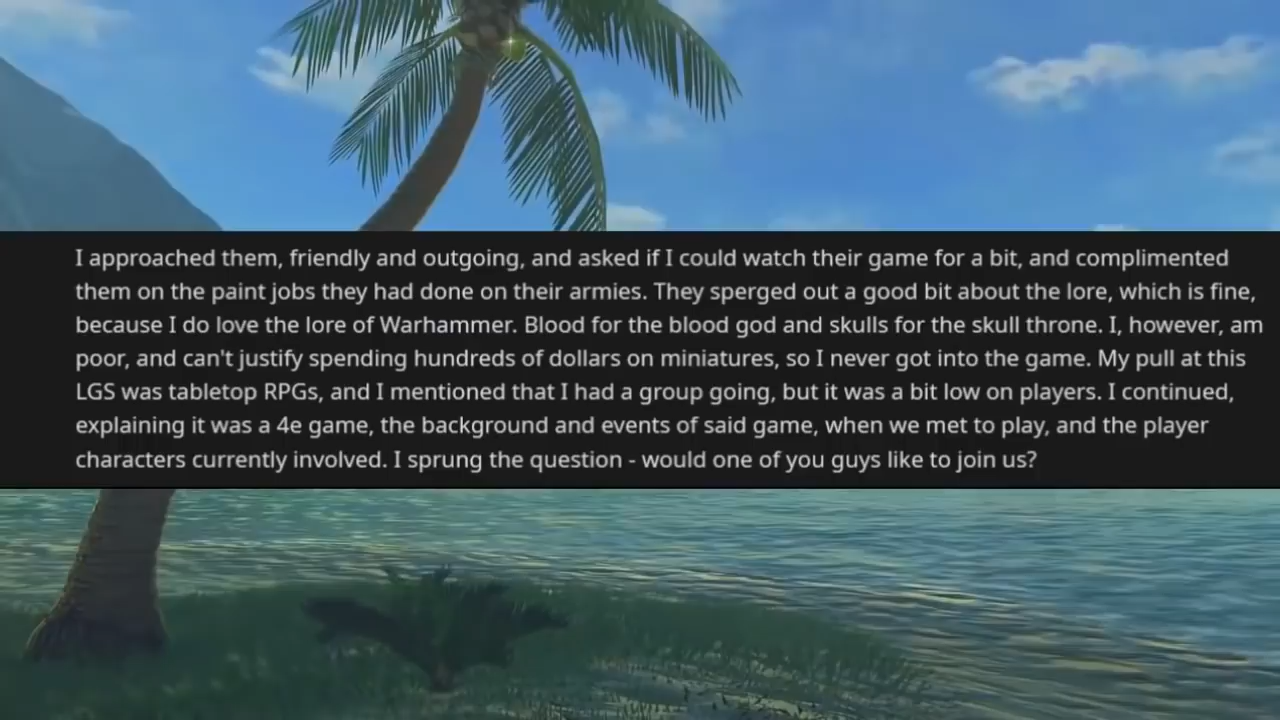 I approached them, friendly and outgoing, and asked if I could watch their game for a bit, and complimented
them on the paint jobs they had done on their armies. They sperged out a good bit about the lore, which is fine,
because I do love the lore of Warhammer. Blood for the blood god and skulls for the skull throne. I, however, am
poor, and can't justify spending hundreds of dollars on miniatures, so I never got into the game. My pull at this
LGS was tabletop RPGs, and I mentioned that I had a group going, but it was a bit low on players. I continued,
explaining it was a 4e game, the background and events of said game, when we met to play, and the player
characters currently involved. I sprung the question - would one of you guys like to join us?